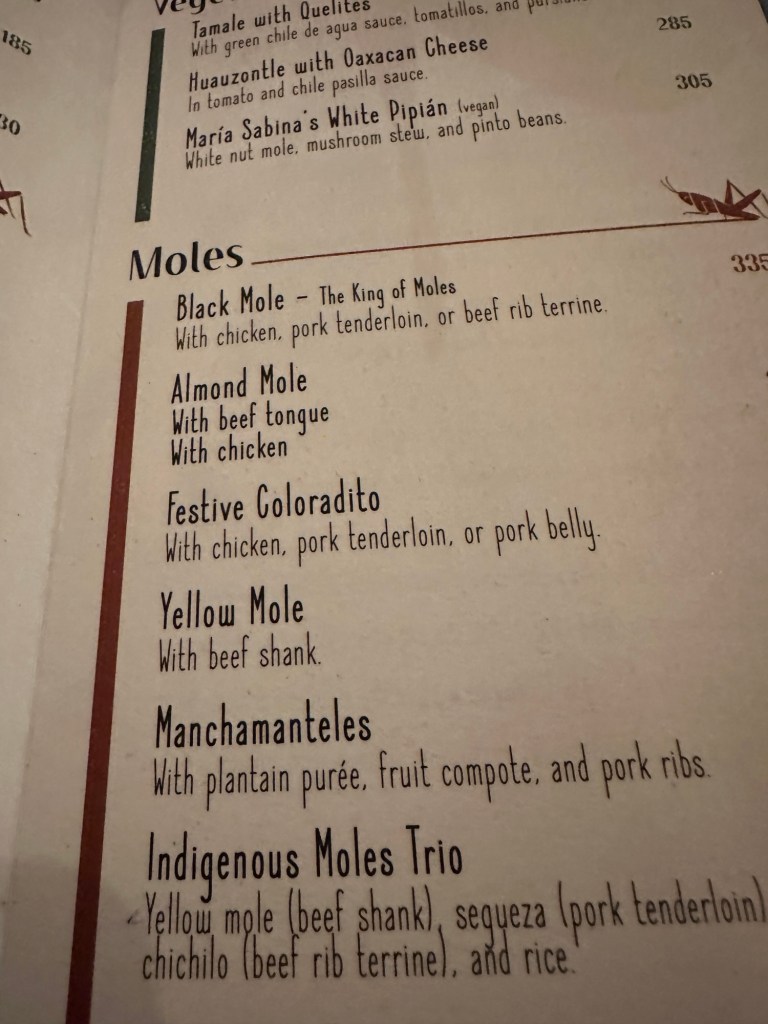 185
30
Tamale with Quelites
With green chile de agua sauce, tomatillos, and
Huauzontle with Oaxacan Cheese 285
In tomato and chile pasilla sauce.
María Sabina's White Pipián (vegan) 305
White nut mole, mushroom stew, and pinto beans.
Moles
Black Mole – The King of Moles 335
With chicken, pork tenderloin, or beef rib terrine.
Almond Mole
With beef tongue
With chicken
Festive Coloradito
With chicken, pork tenderloin, or pork belly.
Yellow Mole
With beef shank.
Manchamanteles
With plantain purée, fruit compote, and pork ribs.
Indigenous Moles Trio
Yellow mole (beef shank), segueza (pork tenderloin)
chichilo (beef rib terrine), and rice.